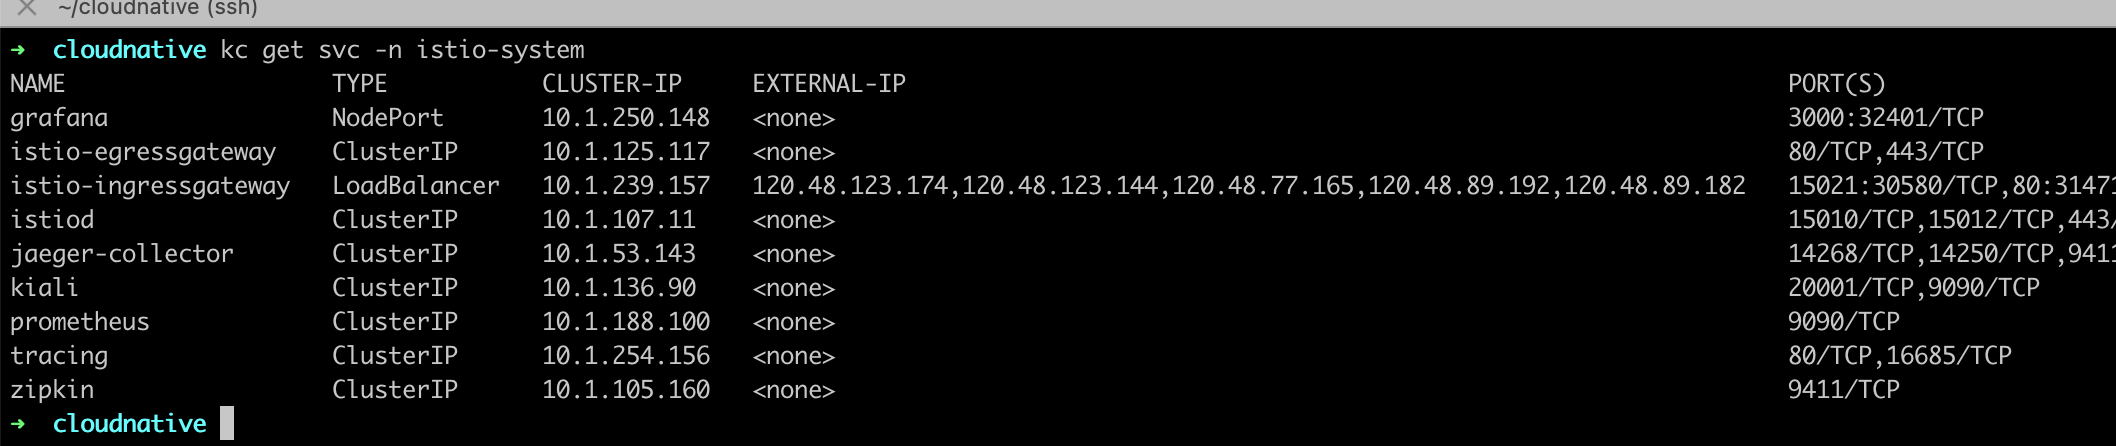 ~/cloudnative (ssh)
➜ cloudnative kc get svc -n istio-system
NAME TYPE CLUSTER-IP EXTERNAL-IP PORT(S)
grafana NodePort 10.1.250.148 <none> 3000:32401/TCP
istio-egressgateway ClusterIP 10.1.125.117 <none> 80/TCP,443/TCP
istio-ingressgateway LoadBalancer 10.1.239.157 120.48.123.174,120.48.123.144,120.48.77.165,120.48.89.192,120.48.89.182 15021:30580/TCP,80:31471
istiod ClusterIP 10.1.107.11 <none> 15010/TCP,15012/TCP,443/
jaeger-collector ClusterIP 10.1.53.143 <none> 14268/TCP,14250/TCP,9411
kiali ClusterIP 10.1.136.90 <none> 20001/TCP,9090/TCP
prometheus ClusterIP 10.1.188.100 <none> 9090/TCP
tracing ClusterIP 10.1.254.156 <none> 80/TCP,16685/TCP
zipkin ClusterIP 10.1.105.160 <none> 9411/TCP
➜ cloudnative